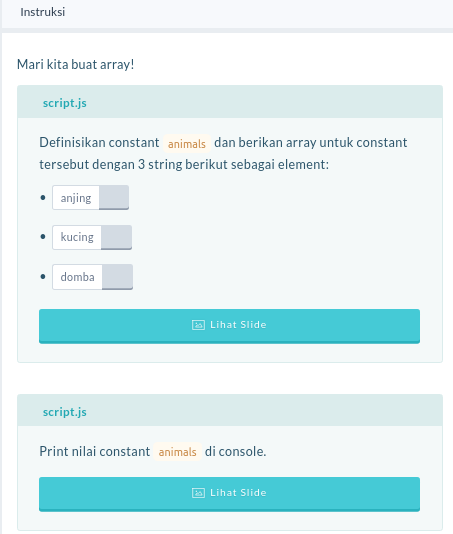 Instruksi
Mari kita buat array!
script.js
Definisikan constant animals dan berikan array untuk constant
tersebut dengan 3 string berikut sebagai element:
• anjing
• kucing
• domba
Lihat Slide
script.js
Print nilai constant animals di console.
Lihat Slide